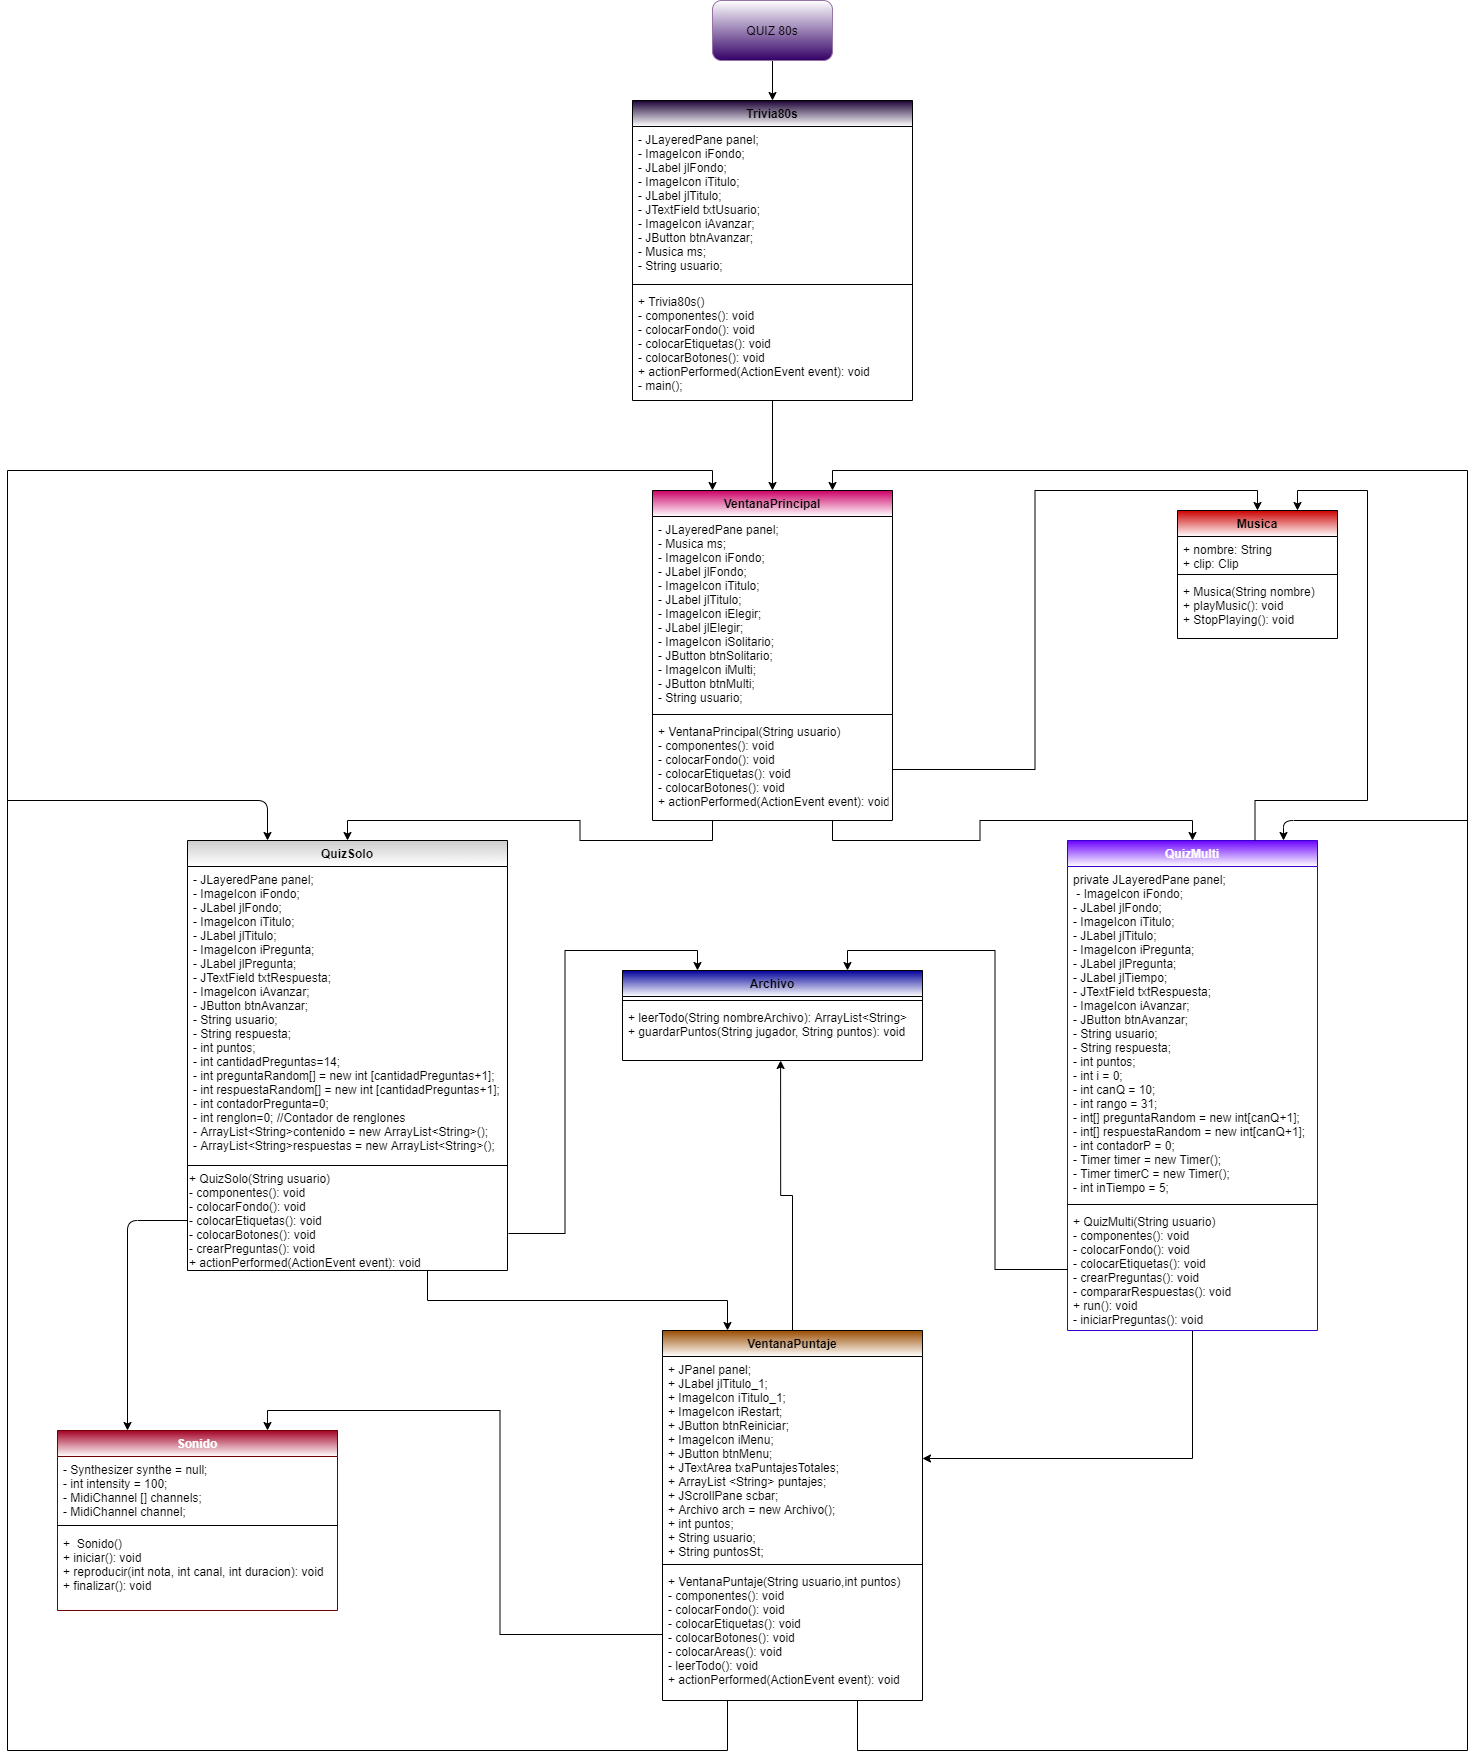 QUIZ 80s
Trivia80s
- JLayeredPane panel;
- ImageIcon iFondo;
- JLabel jlFondo;
- ImageIcon iTitulo;
- JLabel jlTitulo;
- JTextField txtUsuario;
- ImageIcon iAvanzar;
- JButton btnAvanzar;
- Musica ms;
- String usuario;
+ Trivia80s()
- componentes(): void
- colocarFondo(): void
- colocarEtiquetas(): void
- colocarBotones(): void
+ actionPerformed(ActionEvent event): void
- main();
VentanaPrincipal
- JLayeredPane panel;
- Musica ms;
- ImageIcon iFondo;
- JLabel jlFondo;
- ImageIcon iTitulo;
- JLabel jlTitulo;
- ImageIcon iElegir;
- JLabel jlElegir;
- ImageIcon iSolitario;
- JButton btnSolitario;
- ImageIcon iMulti;
- JButton btnMulti;
- String usuario;
+ VentanaPrincipal(String usuario)
- componentes(): void
- colocarFondo(): void
- colocarEtiquetas(): void
- colocarBotones(): void
+ actionPerformed(ActionEvent event): void
Musica
+ nombre: String
+ clip: Clip
+ Musica(String nombre)
+ playMusic(): void
+ StopPlaying(): void
QuizSolo
- JLayeredPane panel;
- ImageIcon iFondo;
- JLabel jlFondo;
- ImageIcon iTitulo;
- JLabel jlTitulo;
- ImageIcon iPregunta;
- JLabel jlPregunta;
- JTextField txtRespuesta;
- ImageIcon iAvanzar;
- JButton btnAvanzar;
- String usuario;
- String respuesta;
- int puntos;
- int cantidadPreguntas=14;
- int preguntaRandom[] = new int [cantidadPreguntas+1];
- int respuestaRandom[] = new int [cantidadPreguntas+1];
- int contadorPregunta=0;
- int renglon=0; //Contador de renglones
- ArrayList<String>contenido = new ArrayList<String>();
- ArrayList<String>respuestas = new ArrayList<String>();
+ QuizSolo(String usuario)
- componentes(): void
- colocarFondo(): void
- colocarEtiquetas(): void
- colocarBotones(): void
- crearPreguntas(): void
+ actionPerformed(ActionEvent event): void
Archivo
+ leerTodo(String nombreArchivo): ArrayList<String>
+ guardarPuntos(String jugador, String puntos): void
QuizMulti
private JLayeredPane panel;
- ImageIcon iFondo;
- JLabel jlFondo;
- ImageIcon iTitulo;
- JLabel jlTitulo;
- ImageIcon iPregunta;
- JLabel jlPregunta;
- JLabel jlTiempo;
- JTextField txtRespuesta;
- ImageIcon iAvanzar;
- JButton btnAvanzar;
- String usuario;
- String respuesta;
- int puntos;
- int i = 0;
- int canQ = 10;
- int rango = 31;
- int[] preguntaRandom = new int[canQ+1];
- int[] respuestaRandom = new int[canQ+1];
- int contadorP = 0;
- Timer timer = new Timer();
- Timer timerC = new Timer();
- int inTiempo = 5;
+ QuizMulti(String usuario)
- componentes(): void
- colocarFondo(): void
- colocarEtiquetas(): void
- crearPreguntas(): void
- compararRespuestas(): void
+ run(): void
- iniciarPreguntas(): void
VentanaPuntaje
+ JPanel panel;
+ JLabel jlTitulo_1;
+ ImageIcon iTitulo_1;
+ ImageIcon iRestart;
+ JButton btnReiniciar;
+ ImageIcon iMenu;
+ JButton btnMenu;
+ JTextArea txaPuntajesTotales;
+ ArrayList <String> puntajes;
+ JScrollPane scbar;
+ Archivo arch = new Archivo();
+ int puntos;
+ String usuario;
+ String puntosSt;
+ VentanaPuntaje(String usuario,int puntos)
- componentes(): void
- colocarFondo(): void
- colocarEtiquetas(): void
- colocarBotones(): void
- colocarAreas(): void
- leerTodo(): void
+ actionPerformed(ActionEvent event): void
Sonido
- Synthesizer synthe = null;
- int intensity = 100;
- MidiChannel [] channels;
- MidiChannel channel;
+ Sonido()
+ iniciar(): void
+ reproducir(int nota, int canal, int duracion): void
+ finalizar(): void